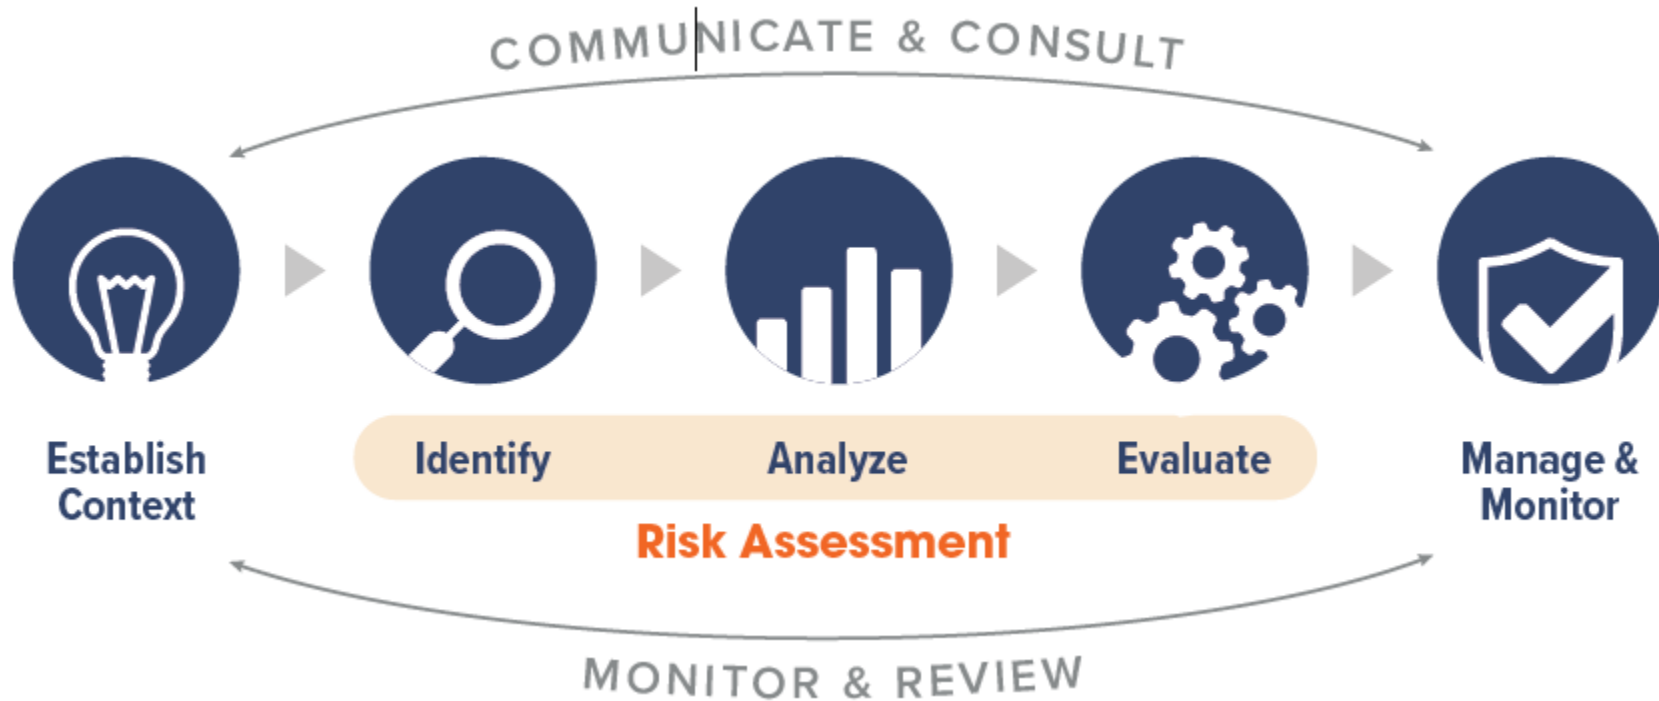 COMMUNICATE & CONSULT
Establish
Context
Identify
Analyze
Evaluate
Manage &
Monitor
Risk Assessment
MONITOR & REVIEW